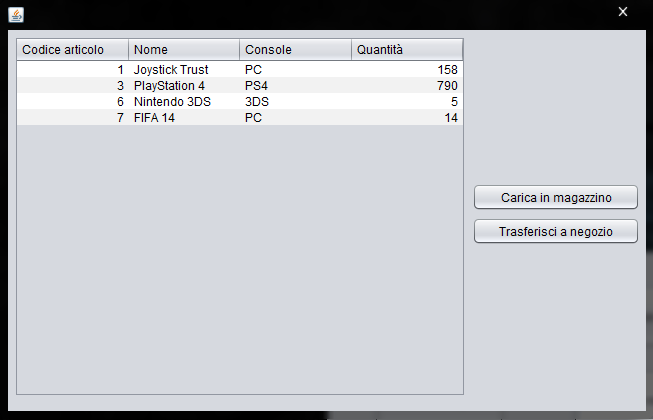 Codice articolo Nome Console Quantità
1 Joystick Trust PC 158
3 PlayStation 4 PS4 790
6 Nintendo 3DS 3DS 5
7 FIFA 14 PC 14
Carica in magazzino
Trasferisci a negozio